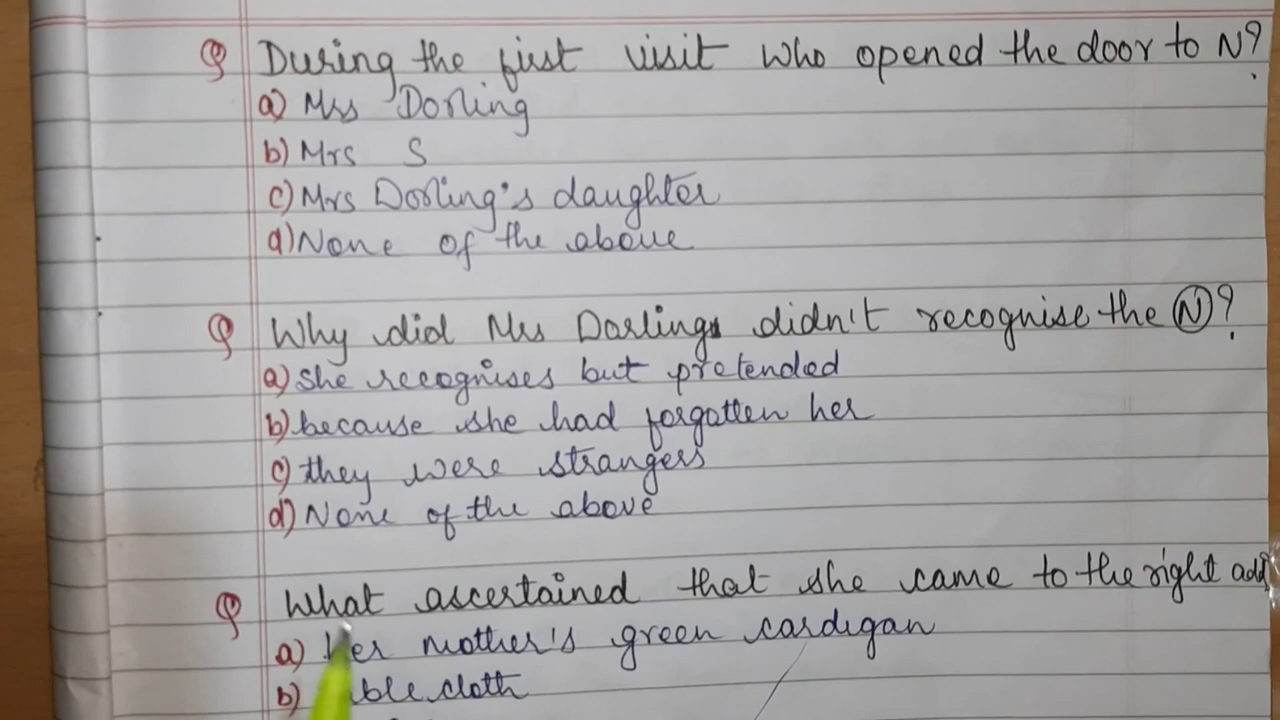 Q During the first visit who opened the door to N?
a) Mrs Dorling
b) Mrs S
c) Mrs Dorling's daughter
d) None of the above
Q Why did Mrs Dorling didn't recognise the N?
a) she recognises but pretended
b) because she had forgotten her
c) they were strangers
d) None of the above
Q What ascertained that she came to the right add
a) her mother's green cardigan
b) cloth